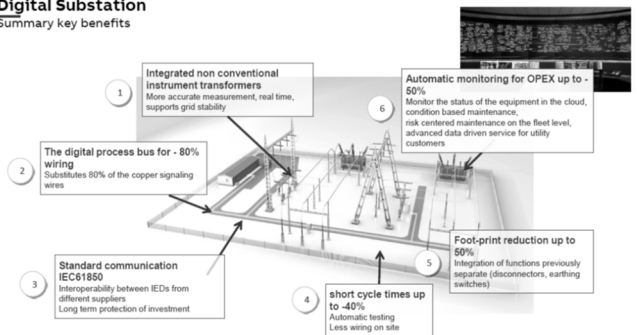 Digital Substation
Summary key benefits
1
Integrated non conventional
instrument transformers
More accurate measurement, real time,
supports grid stability
6
Automatic monitoring for OPEX up to -
50%
Monitor the status of the equipment in the cloud,
condition based maintenance,
risk centered maintenance on the fleet level,
advanced data driven service for utility
customers
2
The digital process bus for - 80%
wiring
Substitutes 80% of the copper signaling
wires
3
Standard communication
IEC61850
Interoperability between IEDs from
different suppliers
Long term protection of investment
4
short cycle times up
to -40%
Automatic testing
Less wiring on site
5
Foot-print reduction up to
50%
Integration of functions previously
separate (disconnectors, earthing
switches)